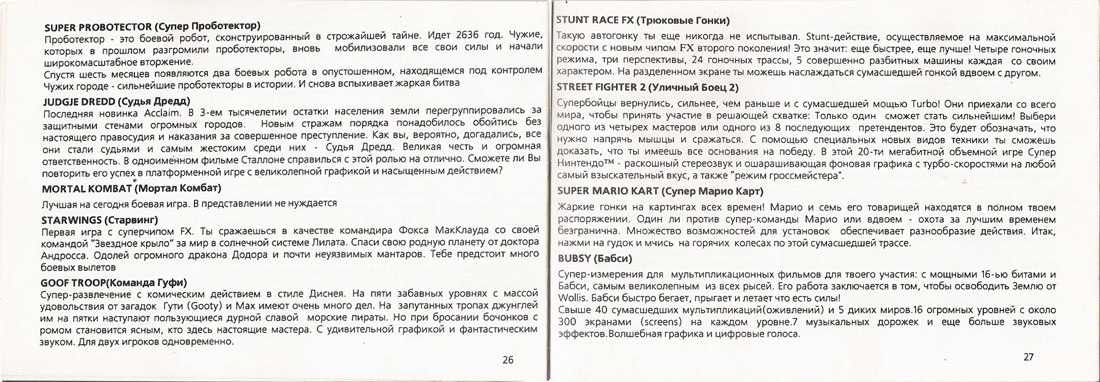 SUPER PROBOTECTOR (Супер Проботектор)
Проботектор - это боевой робот, сконструированный в строжайшей тайне. Идет 2636 год. Чужие,
которых в прошлом разгромили проботекторы, вновь мобилизовали все свои силы и начали
широкомасштабное вторжение.
Спустя шесть месяцев появляются два боевых робота в опустошенном, находящемся под контролем
Чужих городе - сильнейшие проботекторы в истории. И снова вспыхивает жаркая битва
JUDGJE DREDD (Судья Дредд)
Последняя новинка Acclaim. В 3-ем тысячелетии остатки населения земли перегруппировались за
защитными стенами огромных городов. Новым стражам порядка понадобилось обойтись без
настоящего правосудия и наказания за совершенное преступление. Как вы, вероятно, догадались, все
они стали судьями и самым жестоким среди них - Судья Дредд. Великая честь и огромная
ответственность. В одноименном фильме Сталлоне справился с этой ролью на отлично. Сможете ли Вы
повторить его успех в платформенной игре с великолепной графикой и насыщенным действием?
MORTAL KOMBAT (Мортал Комбат)
Лучшая на сегодня боевая игра. В представлении не нуждается
STARWINGS (Старвинг)
Первая игра с суперчипом FX. Ты сражаешься в качестве командира Фокса МакКлауда со своей
командой "Звездное крыло" за мир в солнечной системе Лилата. Спаси свою родную планету от доктора
Андросса. Одолей огромного дракона Додора и почти неуязвимых мантаров. Тебе предстоит много
боевых вылетов
GOOF TROOP(Команда Гуфи)
Супер-развлечение с комическим действием в стиле Диснея. На пяти забавных уровнях с массой
удовольствия от загадок Гути (Gooty) и Мах имеют очень много дел. На запутанных тропах джунглей
им на пятки наступают пользующиеся дурной славой морские пираты. Но при бросании бочонков с
ромом становится ясным, кто здесь настоящие мастера. С удивительной графикой и фантастическим
звуком. Для двух игроков одновременно.
26
STUNT RACE FX (Трюковые Гонки)
Такую автогонку ты еще никогда не испытывал. Stunt-действие, осуществляемое на максимальной
скорости с новым чипом FX второго поколения! Это значит: еще быстрее, еще лучше! Четыре гоночных
режима, три перспективы, 24 гоночных трассы, 5 совершенно разбитных машины каждая со своим
характером. На разделенном экране ты можешь насладаться сумасшедшей гонкой вдвоем с другом.
STREET FIGHTER 2 (Уличный Боец 2)
Супербойцы вернулись, сильнее, чем раньше и с сумасшедшей мощью Turbo! Они приехали со всего
мира, чтобы принять участие в решающей схватке: Только один сможет стать сильнейшим! Выбери
одного из четырех мастеров или одного из 8 последующих претендентов. Это будет обозначать, что
нужно напрячь мышцы и сражаться. С помощью специальных новых видов техники ты сможешь
доказать, что ты имеешь все основания на победу. В этой 20-ти мегабитной объемной игре Супер
Нинтендо™ - раскошный стереозвук и ошарашивающая фоновая графика с турбо-скоростями на любой
самый взыскательный вкус, а также "режим гроссмейстера".
SUPER MARIO KART (Супер Марио Карт)
Жаркие гонки на картингах всех времен! Марио и семь его товарищей находятся в полном твоем
распоряжении. Один ли против супер-команды Марио или вдвоем - охота за лучшим временем
безгранична. Множество возможностей для установок обеспечивает разнообразие действия. Итак,
нажми на гудок и мчись на горячих колесах по этой сумасшедшей трассе.
BUBSY (Бабси)
Супер-измерения для мультипликационных фильмов для твоего участия: с мощными 16-ью битами и
Бабси, самым великолепным из всех рысей. Его работа заключается в том, чтобы освободить Землю от
Wollis. Бабси быстро бегает, прыгает и летает что есть силы!
Свыше 40 сумасшедших мультипликаций(оживлений) и 5 диких миров.16 огромных уровней с около
300 экранами (screens) на каждом уровне.7 музыкальных дорожек и еще больше звуковых
эффектов.Волшебная графика и цифровые голоса.
27